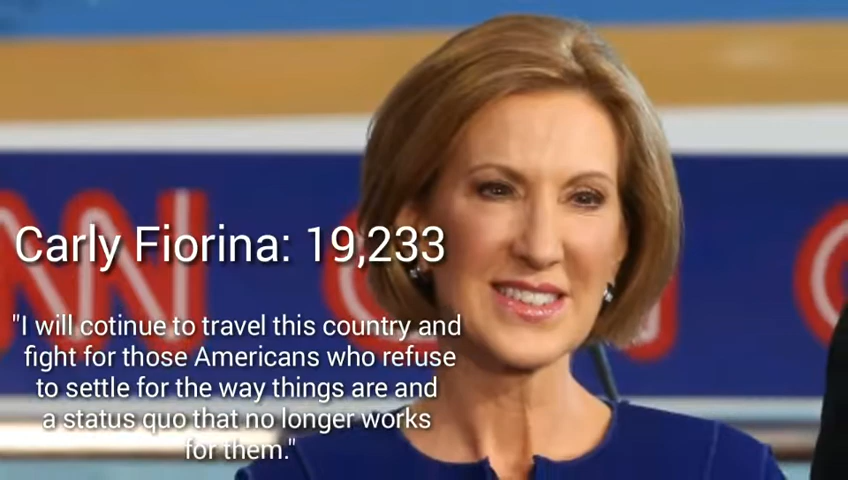 CNN
Carly Fiorina: 19,233
"I will cotinue to travel this country and
fight for those Americans who refuse
to settle for the way things are and
a status quo that no longer works
for them."